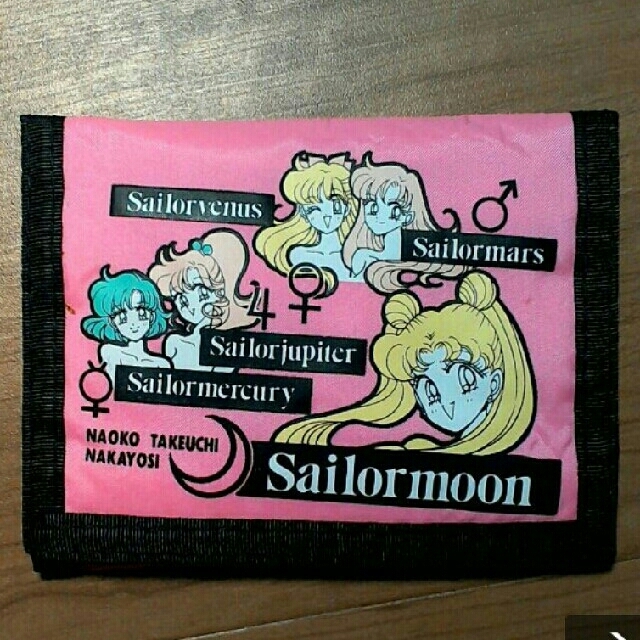 Sailorvenus
Sailormars
Sailorjupiter
Sailormercury
NAOKO TAKEUCHI
NAKAYOSI
Sailormoon